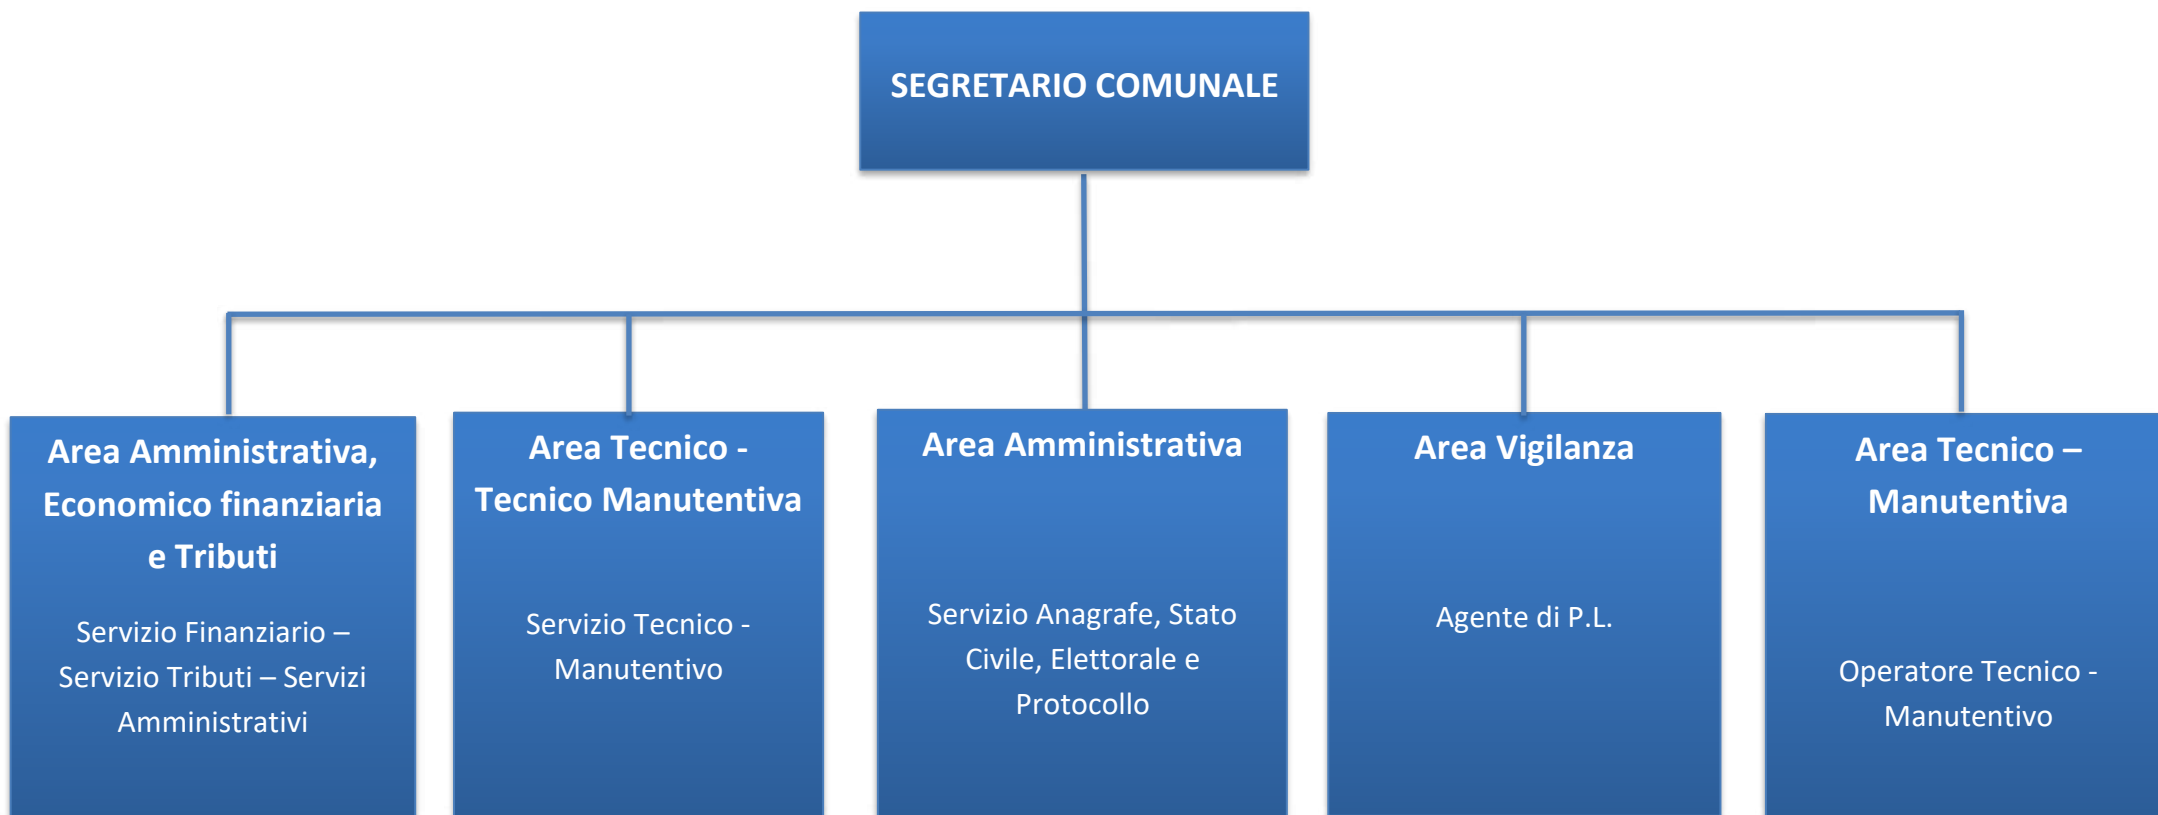 SEGRETARIO COMUNALE
Area Amministrativa,
Economico finanziaria
e Tributi
Servizio Finanziario –
Servizio Tributi – Servizi
Amministrativi
Area Tecnico -
Tecnico Manutentiva
Servizio Tecnico -
Manutentivo
Area Amministrativa
Servizio Anagrafe, Stato
Civile, Elettorale e
Protocollo
Area Vigilanza
Agente di P.L.
Area Tecnico –
Manutentiva
Operatore Tecnico -
Manutentivo